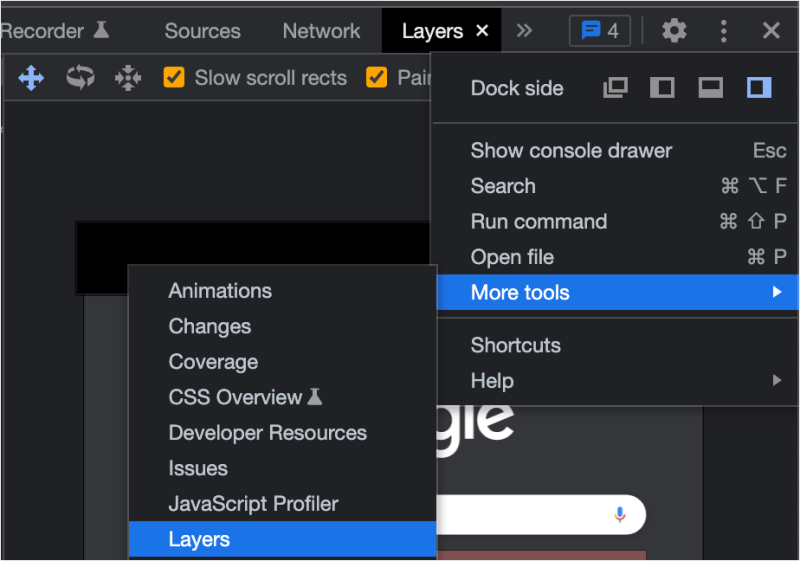 Recorder Sources Network Layers × » 4
Slow scroll rects
Dock side
Show console drawer Esc
Search ⌘ ⌥ F
Run command ⌘ ⇧ P
Open file ⌘ P
More tools
Shortcuts
Help
Animations
Changes
Coverage
CSS Overview
Developer Resources
Issues
JavaScript Profiler
Layers
gle